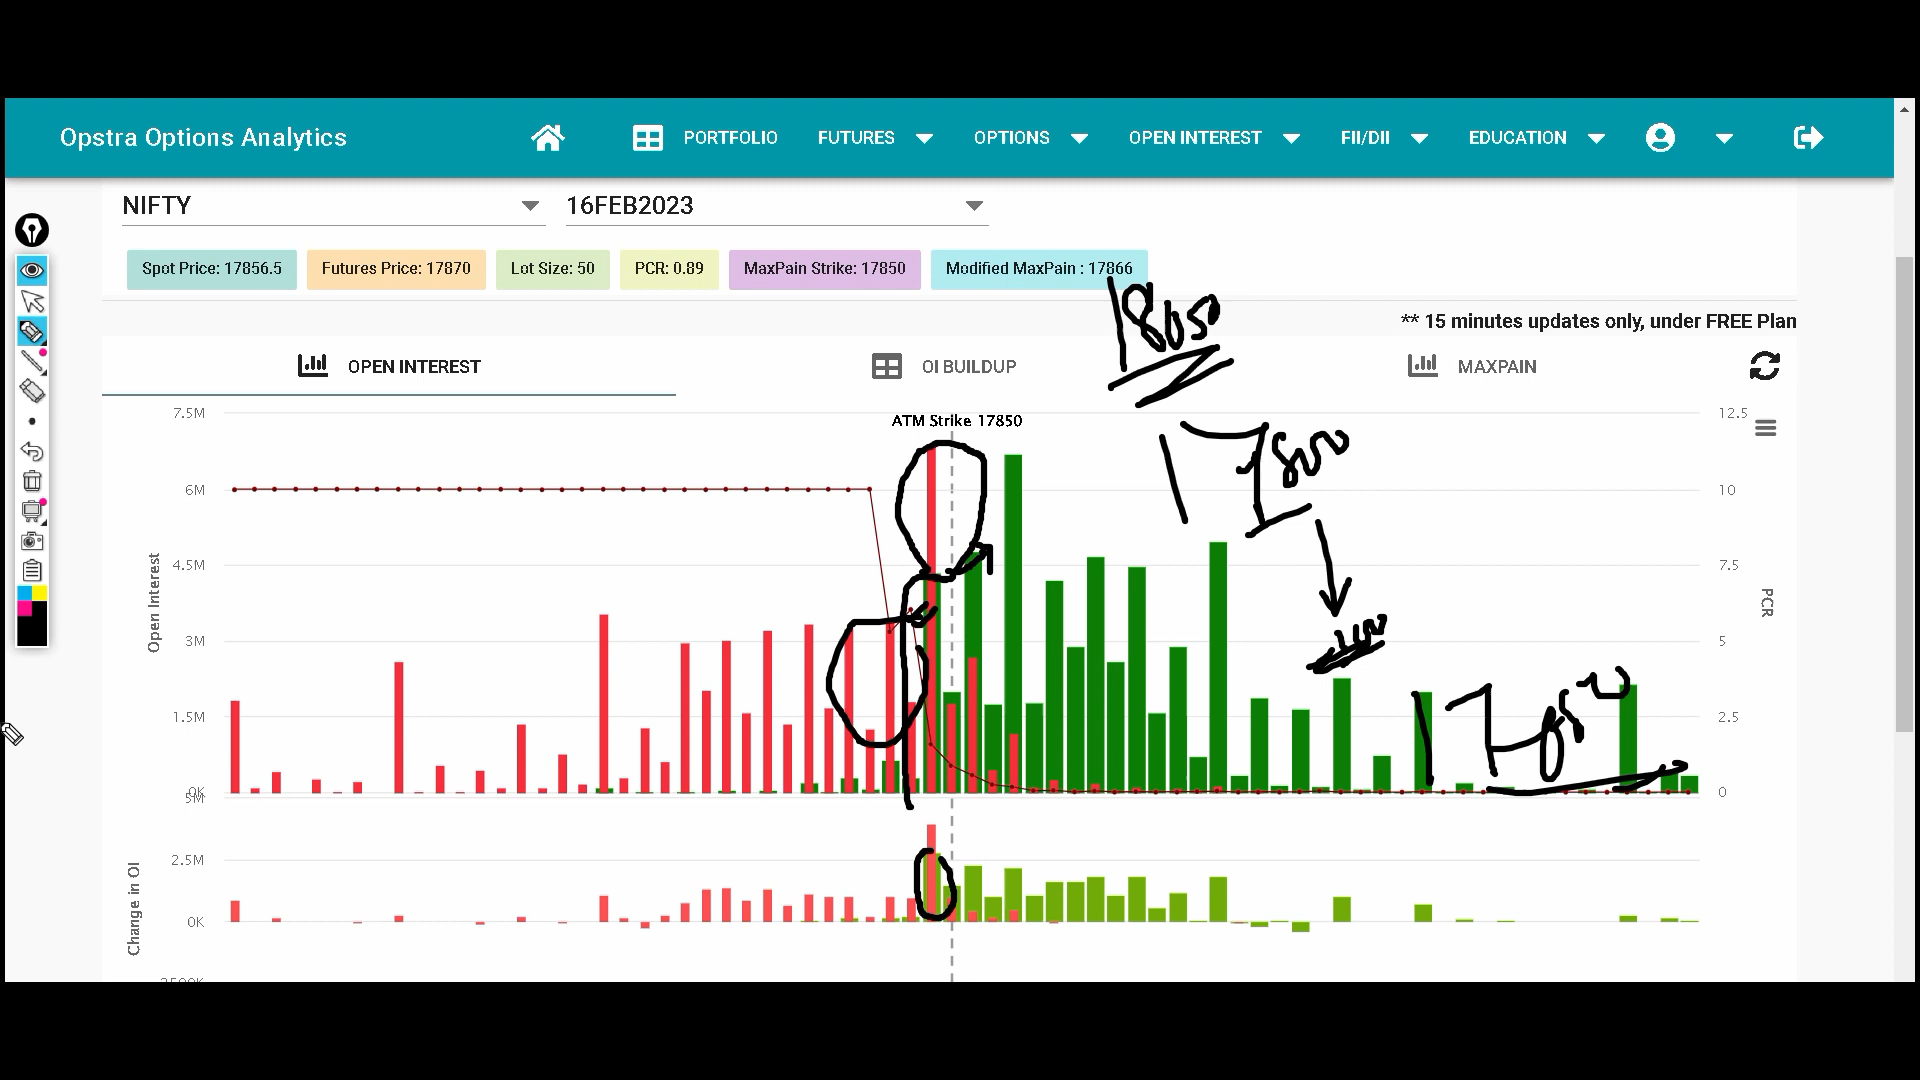 Opstra Options Analytics PORTFOLIO FUTURES OPTIONS OPEN INTEREST FII/DII EDUCATION
NIFTY 16FEB2023
Spot Price: 17856.5 Futures Price: 17870 Lot Size: 50 PCR: 0.89 MaxPain Strike: 17850 Modified MaxPain : 17866
18050
** 15 minutes updates only, under FREE Plan
OPEN INTEREST OI BUILDUP MAXPAIN
ATM Strike 17850
17800
7.5M 12.5
6M 10
4.5M 7.5
3M 5
1.5M 2.5
0K 0
Open Interest
PCR
5M
2.5M
0K
Change in OI